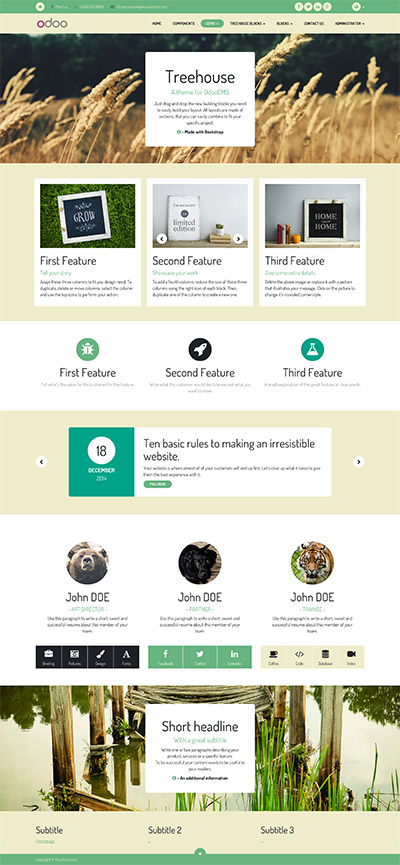 odoo
HOME COMPONENTS DEMO TREEHOUSE BLOCKS BLOCKS CONTACT US ADMINISTRATOR
Treehouse
A theme for OdooCMS
Just drag and drop the new building blocks you need
to easily build your layout. All layouts are made of
sections. But you can easily combine to fit your
specific project.
- Made with Bootstrap
GROW
limited
edition
HOME
HOME
First Feature
Tell your story
Adapt these three columns to fit you design need. To
duplicate, delete or move columns, select the column
and use the top icons to perform your action.
Second Feature
Showcase your work
To add a fourth column, reduce the size of these three
columns using the right icon of each block. Then,
duplicate one of the column to create a new one.
Third Feature
Give some extra details
Delete the above image or replace it with a picture
that illustrates your message. Click on the picture to
change it's rounded corner style.
First Feature
Tell what's the value for the customer for this feature.
Second Feature
Write what the customer would like to know, not what you
want to show.
Third Feature
A small explanation of this great feature, in clear words.
18
DECEMBER
2014
Ten basic rules to making an irresistible
website.
Your website is where almost all of your customers will end up first. Let's clear up what it takes to give
them the best experience with it.
FULL BLOG
John DOE
- ART DIRECTOR -
Use this paragraph to write a short, sweet and
successful resume about this member of your
team.
John DOE
- PARTNER -
Use this paragraph to write a short, sweet and
successful resume about this member of your
team.
John DOE
- TRAINEE -
Use this paragraph to write a short, sweet and
successful resume about this member of your
team.
Briefing Pictures Design Fonts
Facebook Twitter LinkedIn
Coffee Code Database Video
Short headline
With a great subtitle
Write one or two paragraphs describing your
product, services or a specific feature.
To be successful your content needs to be useful to
your readers.
- An additional information
Subtitle
Homepage
Subtitle 2
Subtitle 3
Copyright © YourCompany